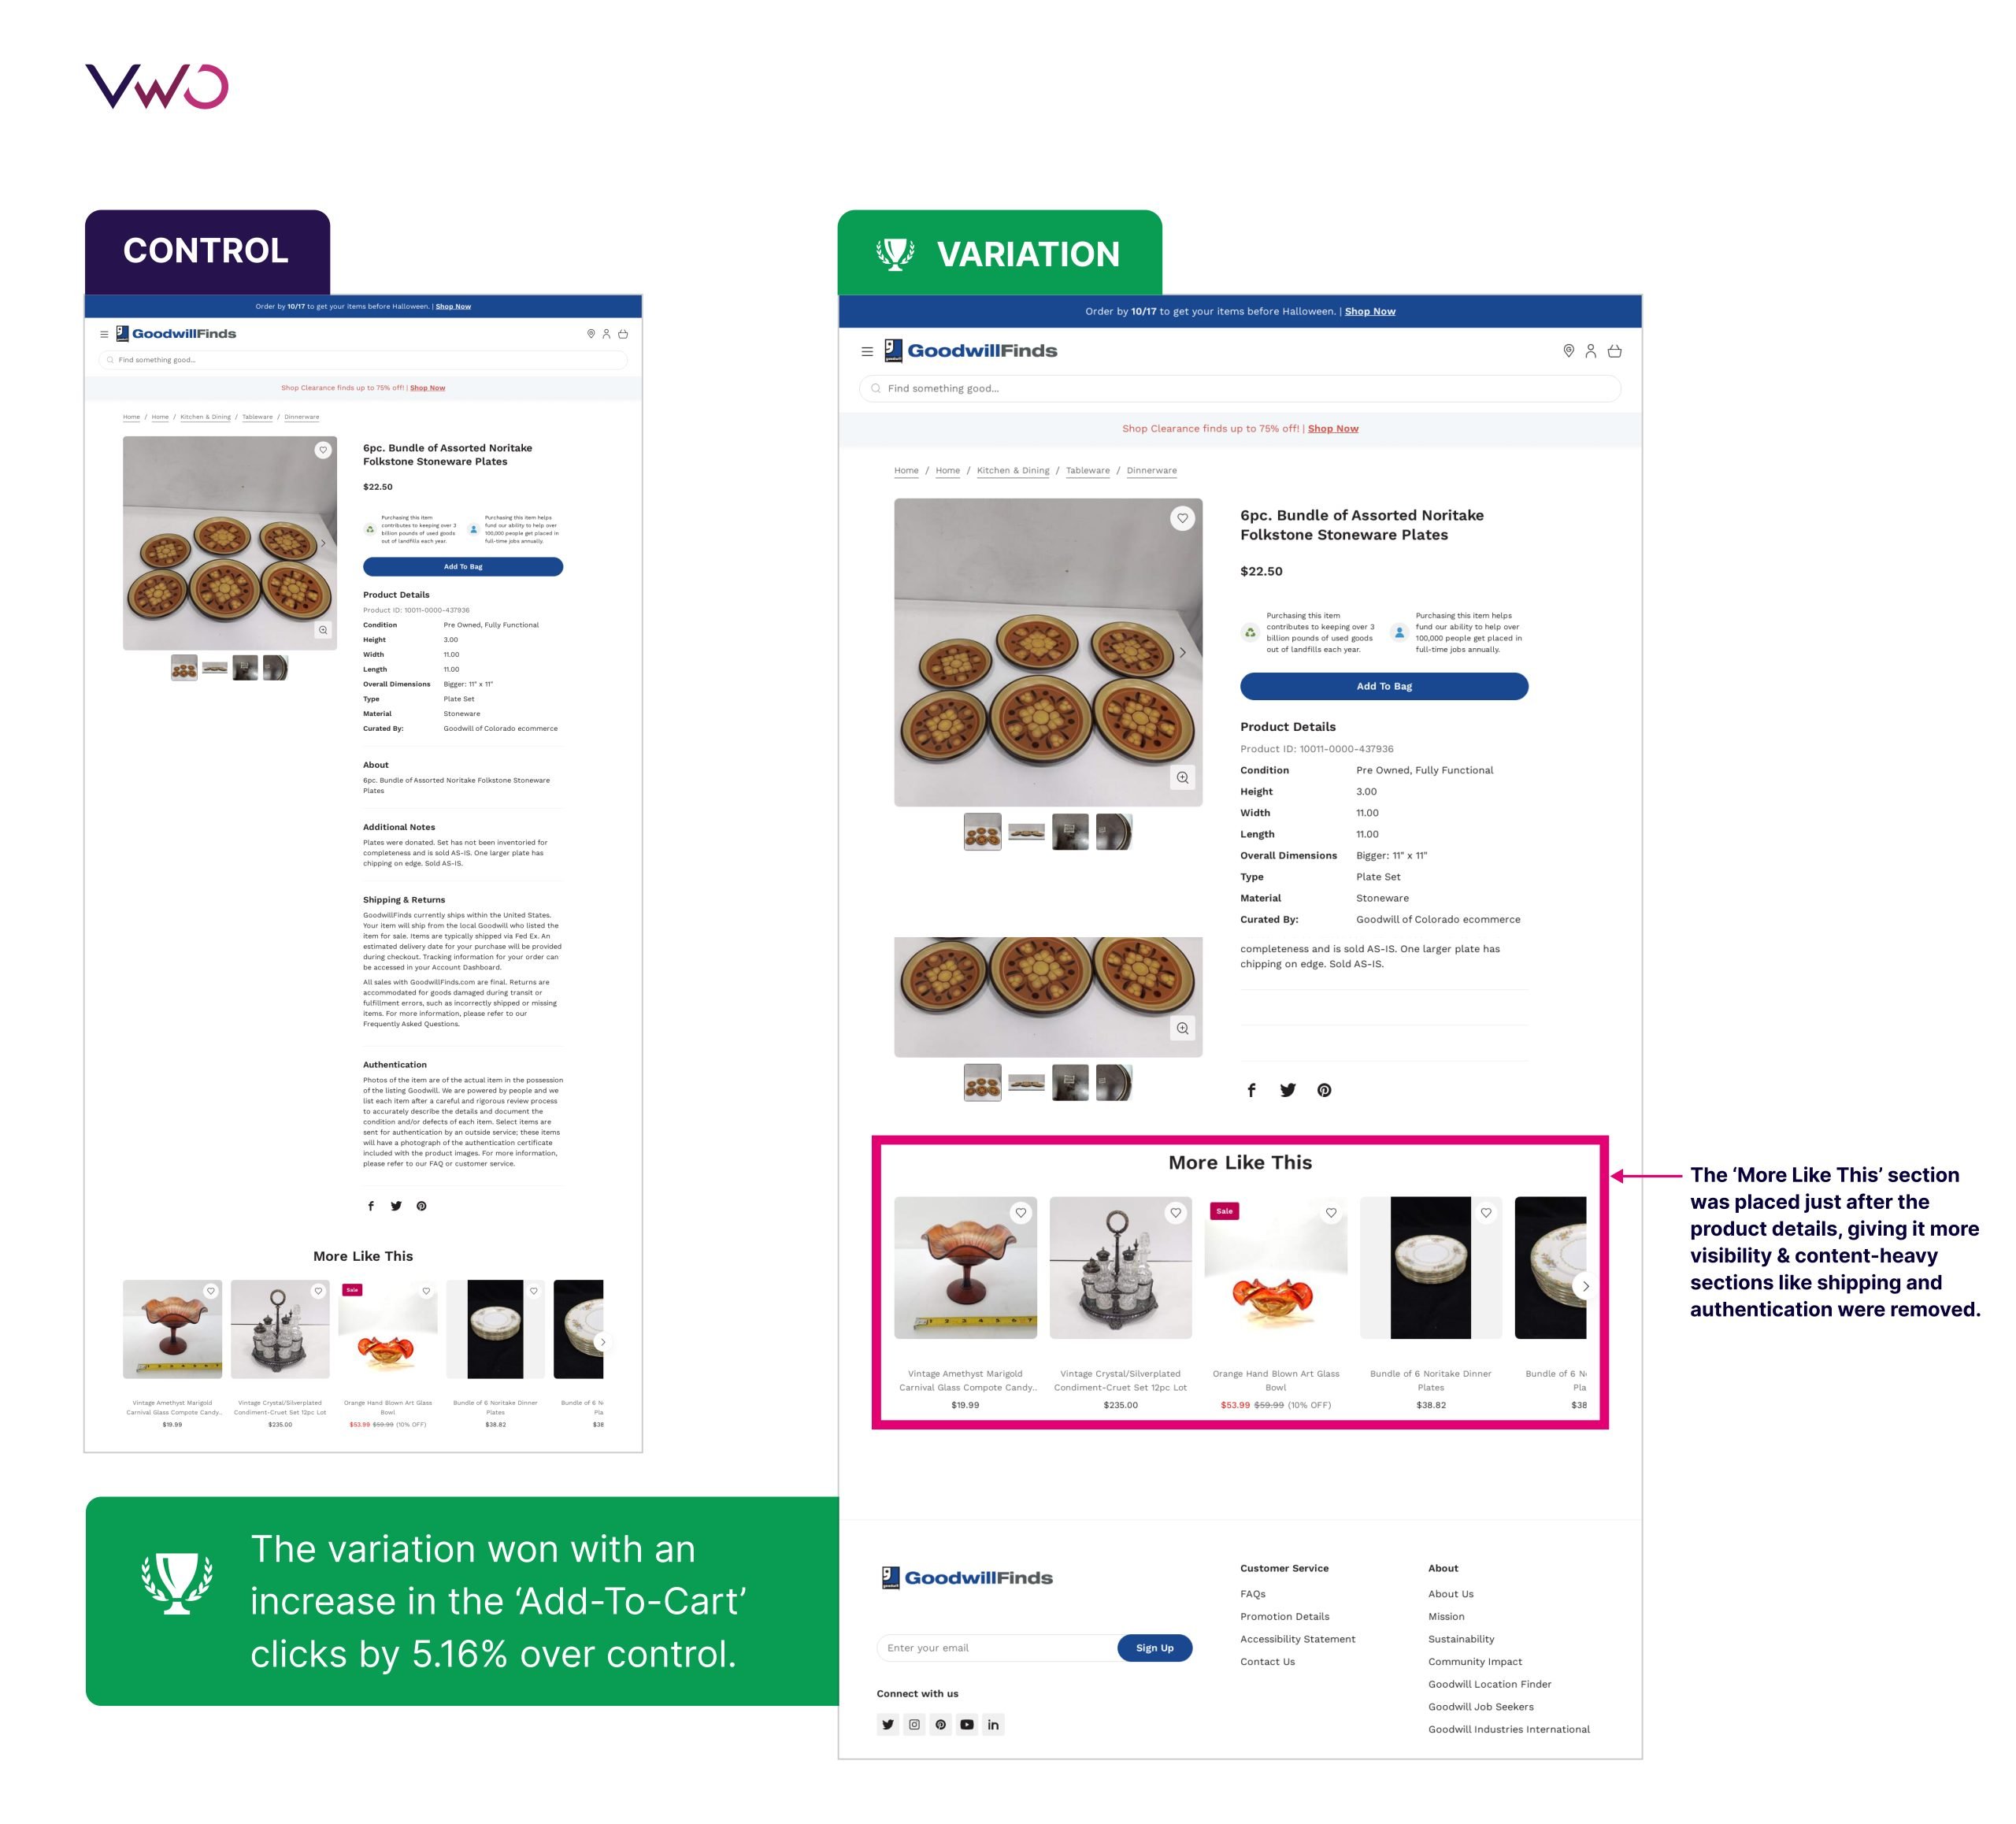 VWO
CONTROL
Order by 10/17 to get your items before Halloween. | Shop Now
GoodwillFinds
Find something good...
Shop Clearance finds up to 75% off! | Shop Now
Home / Home / Kitchen & Dining / Tableware / Dinnerware
6pc. Bundle of Assorted Noritake
Folkstone Stoneware Plates
$22.50
Purchasing this item
contributes to keeping over 3
billion pounds of used goods
out of landfills each year.
Purchasing this item helps
fund our ability to help over
100,000 people get placed in
full-time jobs annually.
Add To Bag
Product Details
Product ID: 10011-0000-437936
Condition Pre Owned, Fully Functional
Height 3.00
Width 11.00
Length 11.00
Overall Dimensions Bigger: 11" x 11"
Type Plate Set
Material Stoneware
Curated By: Goodwill of Colorado ecommerce
About
6pc. Bundle of Assorted Noritake Folkstone Stoneware
Plates
Additional Notes
Plates were donated. Set has not been inventoried for
completeness and is sold AS-IS. One larger plate has
chipping on edge. Sold AS-IS.
Shipping & Returns
GoodwillFinds currently ships within the United States.
Your item will ship from the local Goodwill who listed the
item for sale. Items are typically shipped via Fed Ex. An
estimated delivery date for your purchase will be provided
during checkout. Tracking information for your order can
be accessed in your Account Dashboard.
All sales with GoodwillFinds.com are final. Returns are
accommodated for goods damaged during transit or
fulfillment errors, such as incorrectly shipped or missing
items. For more information, please refer to our
Frequently Asked Questions.
Authentication
Photos of the item are of the actual item in the possession
of the listing Goodwill. We are powered by people and we
list each item after a careful and rigorous review process
to accurately describe the details and document the
condition and/or defects of each item. Select items are
sent for authentication by an outside service; these items
will have a photograph of the authentication certificate
included with the product images. For more information,
please refer to our FAQ or customer service.
More Like This
Sale
Vintage Amethyst Marigold
Carnival Glass Compote Candy..
$19.99
Vintage Crystal/Silverplated
Condiment-Cruet Set 12pc Lot
$235.00
Orange Hand Blown Art Glass
Bowl
$53.99 $59.99 (10% OFF)
Bundle of 6 Noritake Dinner
Plates
$38.82
Bundle of 6 N
Pla
$38
The variation won with an
increase in the ‘Add-To-Cart’
clicks by 5.16% over control.
VARIATION
Order by 10/17 to get your items before Halloween. | Shop Now
GoodwillFinds
Find something good...
Shop Clearance finds up to 75% off! | Shop Now
Home / Home / Kitchen & Dining / Tableware / Dinnerware
6pc. Bundle of Assorted Noritake
Folkstone Stoneware Plates
$22.50
Purchasing this item
contributes to keeping over 3
billion pounds of used goods
out of landfills each year.
Purchasing this item helps
fund our ability to help over
100,000 people get placed in
full-time jobs annually.
Add To Bag
Product Details
Product ID: 10011-0000-437936
Condition Pre Owned, Fully Functional
Height 3.00
Width 11.00
Length 11.00
Overall Dimensions Bigger: 11" x 11"
Type Plate Set
Material Stoneware
Curated By: Goodwill of Colorado ecommerce
completeness and is sold AS-IS. One larger plate has
chipping on edge. Sold AS-IS.
More Like This
Sale
Vintage Amethyst Marigold
Carnival Glass Compote Candy..
$19.99
Vintage Crystal/Silverplated
Condiment-Cruet Set 12pc Lot
$235.00
Orange Hand Blown Art Glass
Bowl
$53.99 $59.99 (10% OFF)
Bundle of 6 Noritake Dinner
Plates
$38.82
Bundle of 6 N
Pla
$38
The ‘More Like This’ section
was placed just after the
product details, giving it more
visibility & content-heavy
sections like shipping and
authentication were removed.
GoodwillFinds
Enter your email
Sign Up
Connect with us
Customer Service
FAQs
Promotion Details
Accessibility Statement
Contact Us
About
About Us
Mission
Sustainability
Community Impact
Goodwill Location Finder
Goodwill Job Seekers
Goodwill Industries International